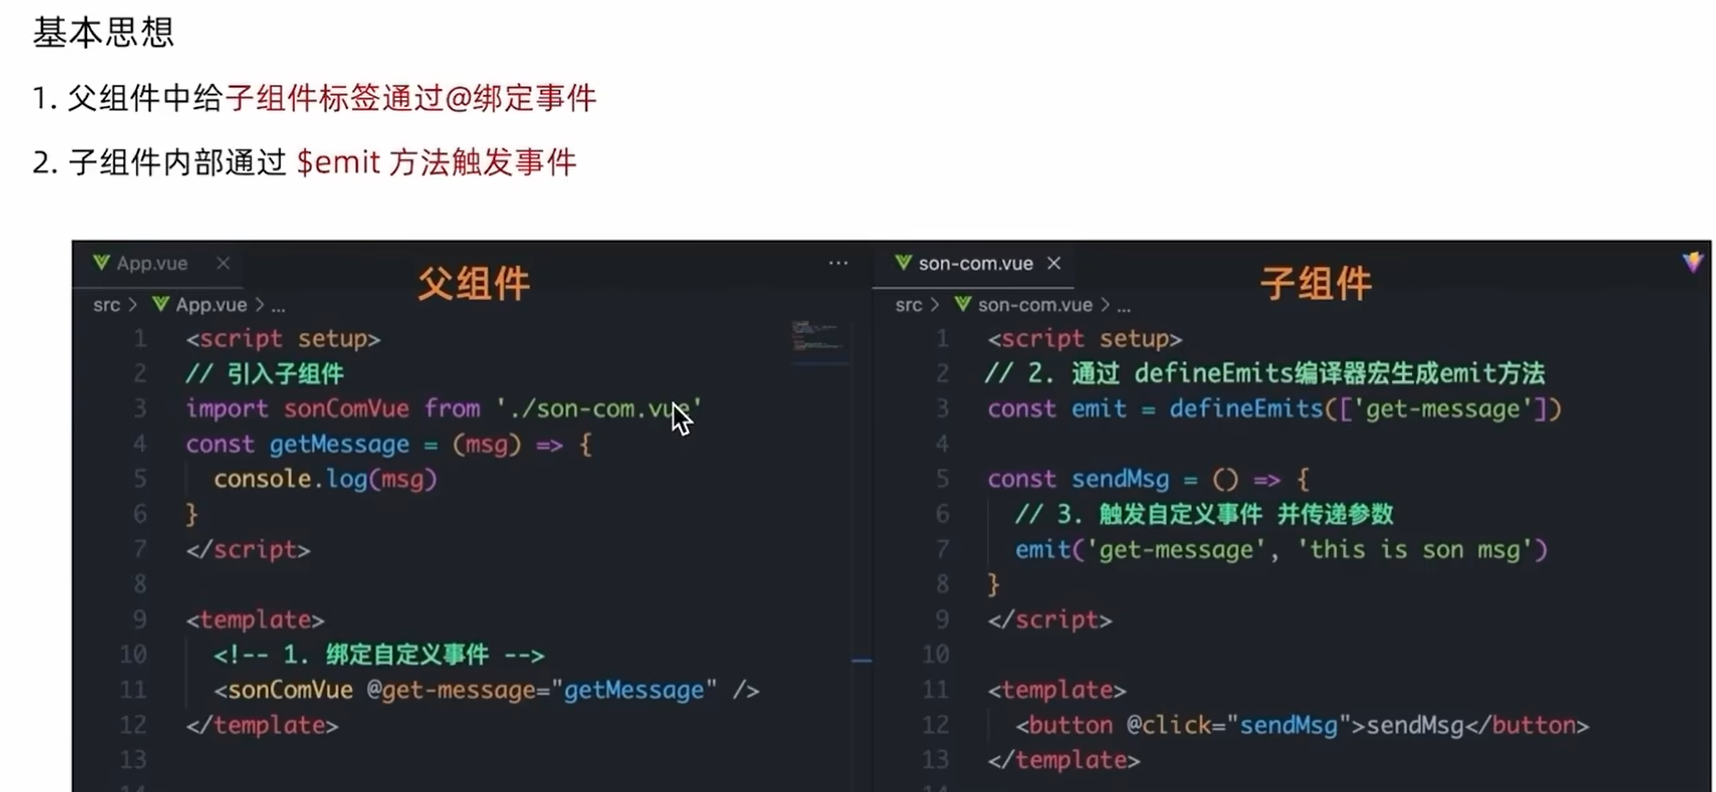 基本思想
1. 父组件中给子组件标签通过@绑定事件
2. 子组件内部通过 $emit 方法触发事件
App.vue
父组件
src > App.vue > ...
1 <script setup>
2 // 引入子组件
3 import sonComVue from './son-com.vue'
4 const getMessage = (msg) => {
5 console.log(msg)
6 }
7 </script>
8
9 <template>
10 <!-- 1. 绑定自定义事件 -->
11 <sonComVue @get-message="getMessage" />
12 </template>
13
son-com.vue
子组件
src > son-com.vue > ...
1 <script setup>
2 // 2. 通过 defineEmits编译器宏生成emit方法
3 const emit = defineEmits(['get-message'])
4
5 const sendMsg = () => {
6 // 3. 触发自定义事件 并传递参数
7 emit('get-message', 'this is son msg')
8 }
9 </script>
10
11 <template>
12 <button @click="sendMsg">sendMsg</button>
13 </template>